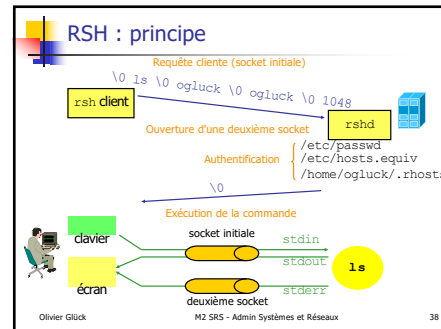 RSH : principe
Requête cliente (socket initiale)
\0 ls \0 ogluck \0 ogluck \0 1048
rsh client
rshd
Ouverture d'une deuxième socket
Authentification
/etc/passwd
/etc/hosts.equiv
/home/ogluck/.rhosts
\0
Exécution de la commande
clavier
socket initiale
stdin
stdout
ls
écran
stderr
deuxième socket
Olivier Glück
M2 SRS - Admin Systèmes et Réseaux
38